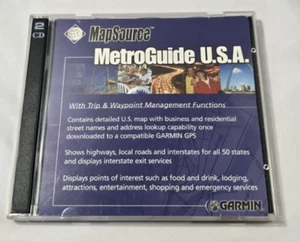 2
CD
MapSource™
MetroGuide U.S.A.
With Trip & Waypoint Management Functions
Contains detailed U.S. map with business and residential
street names and address lookup capability once
downloaded to a compatible GARMIN GPS
Shows highways, local roads and interstates for all 50 states
and displays interstate exit services
Displays points of interest such as food and drink, lodging,
attractions, entertainment, shopping and emergency services
GARMIN